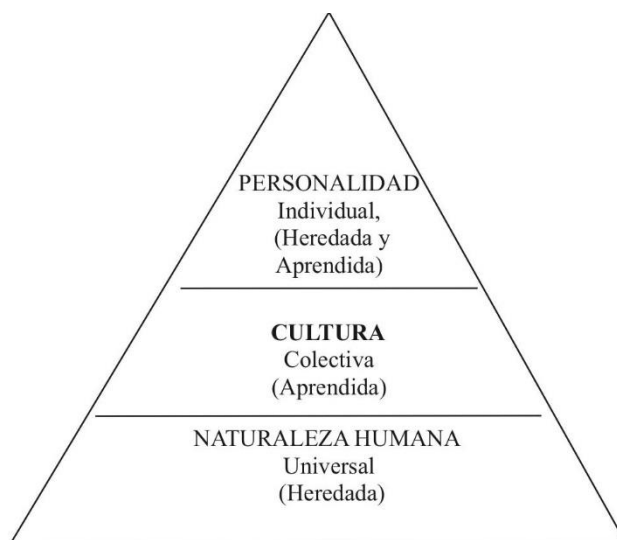 PERSONALIDAD
Individual,
(Heredada y
Aprendida)
CULTURA
Colectiva
(Aprendida)
NATURALEZA HUMANA
Universal
(Heredada)